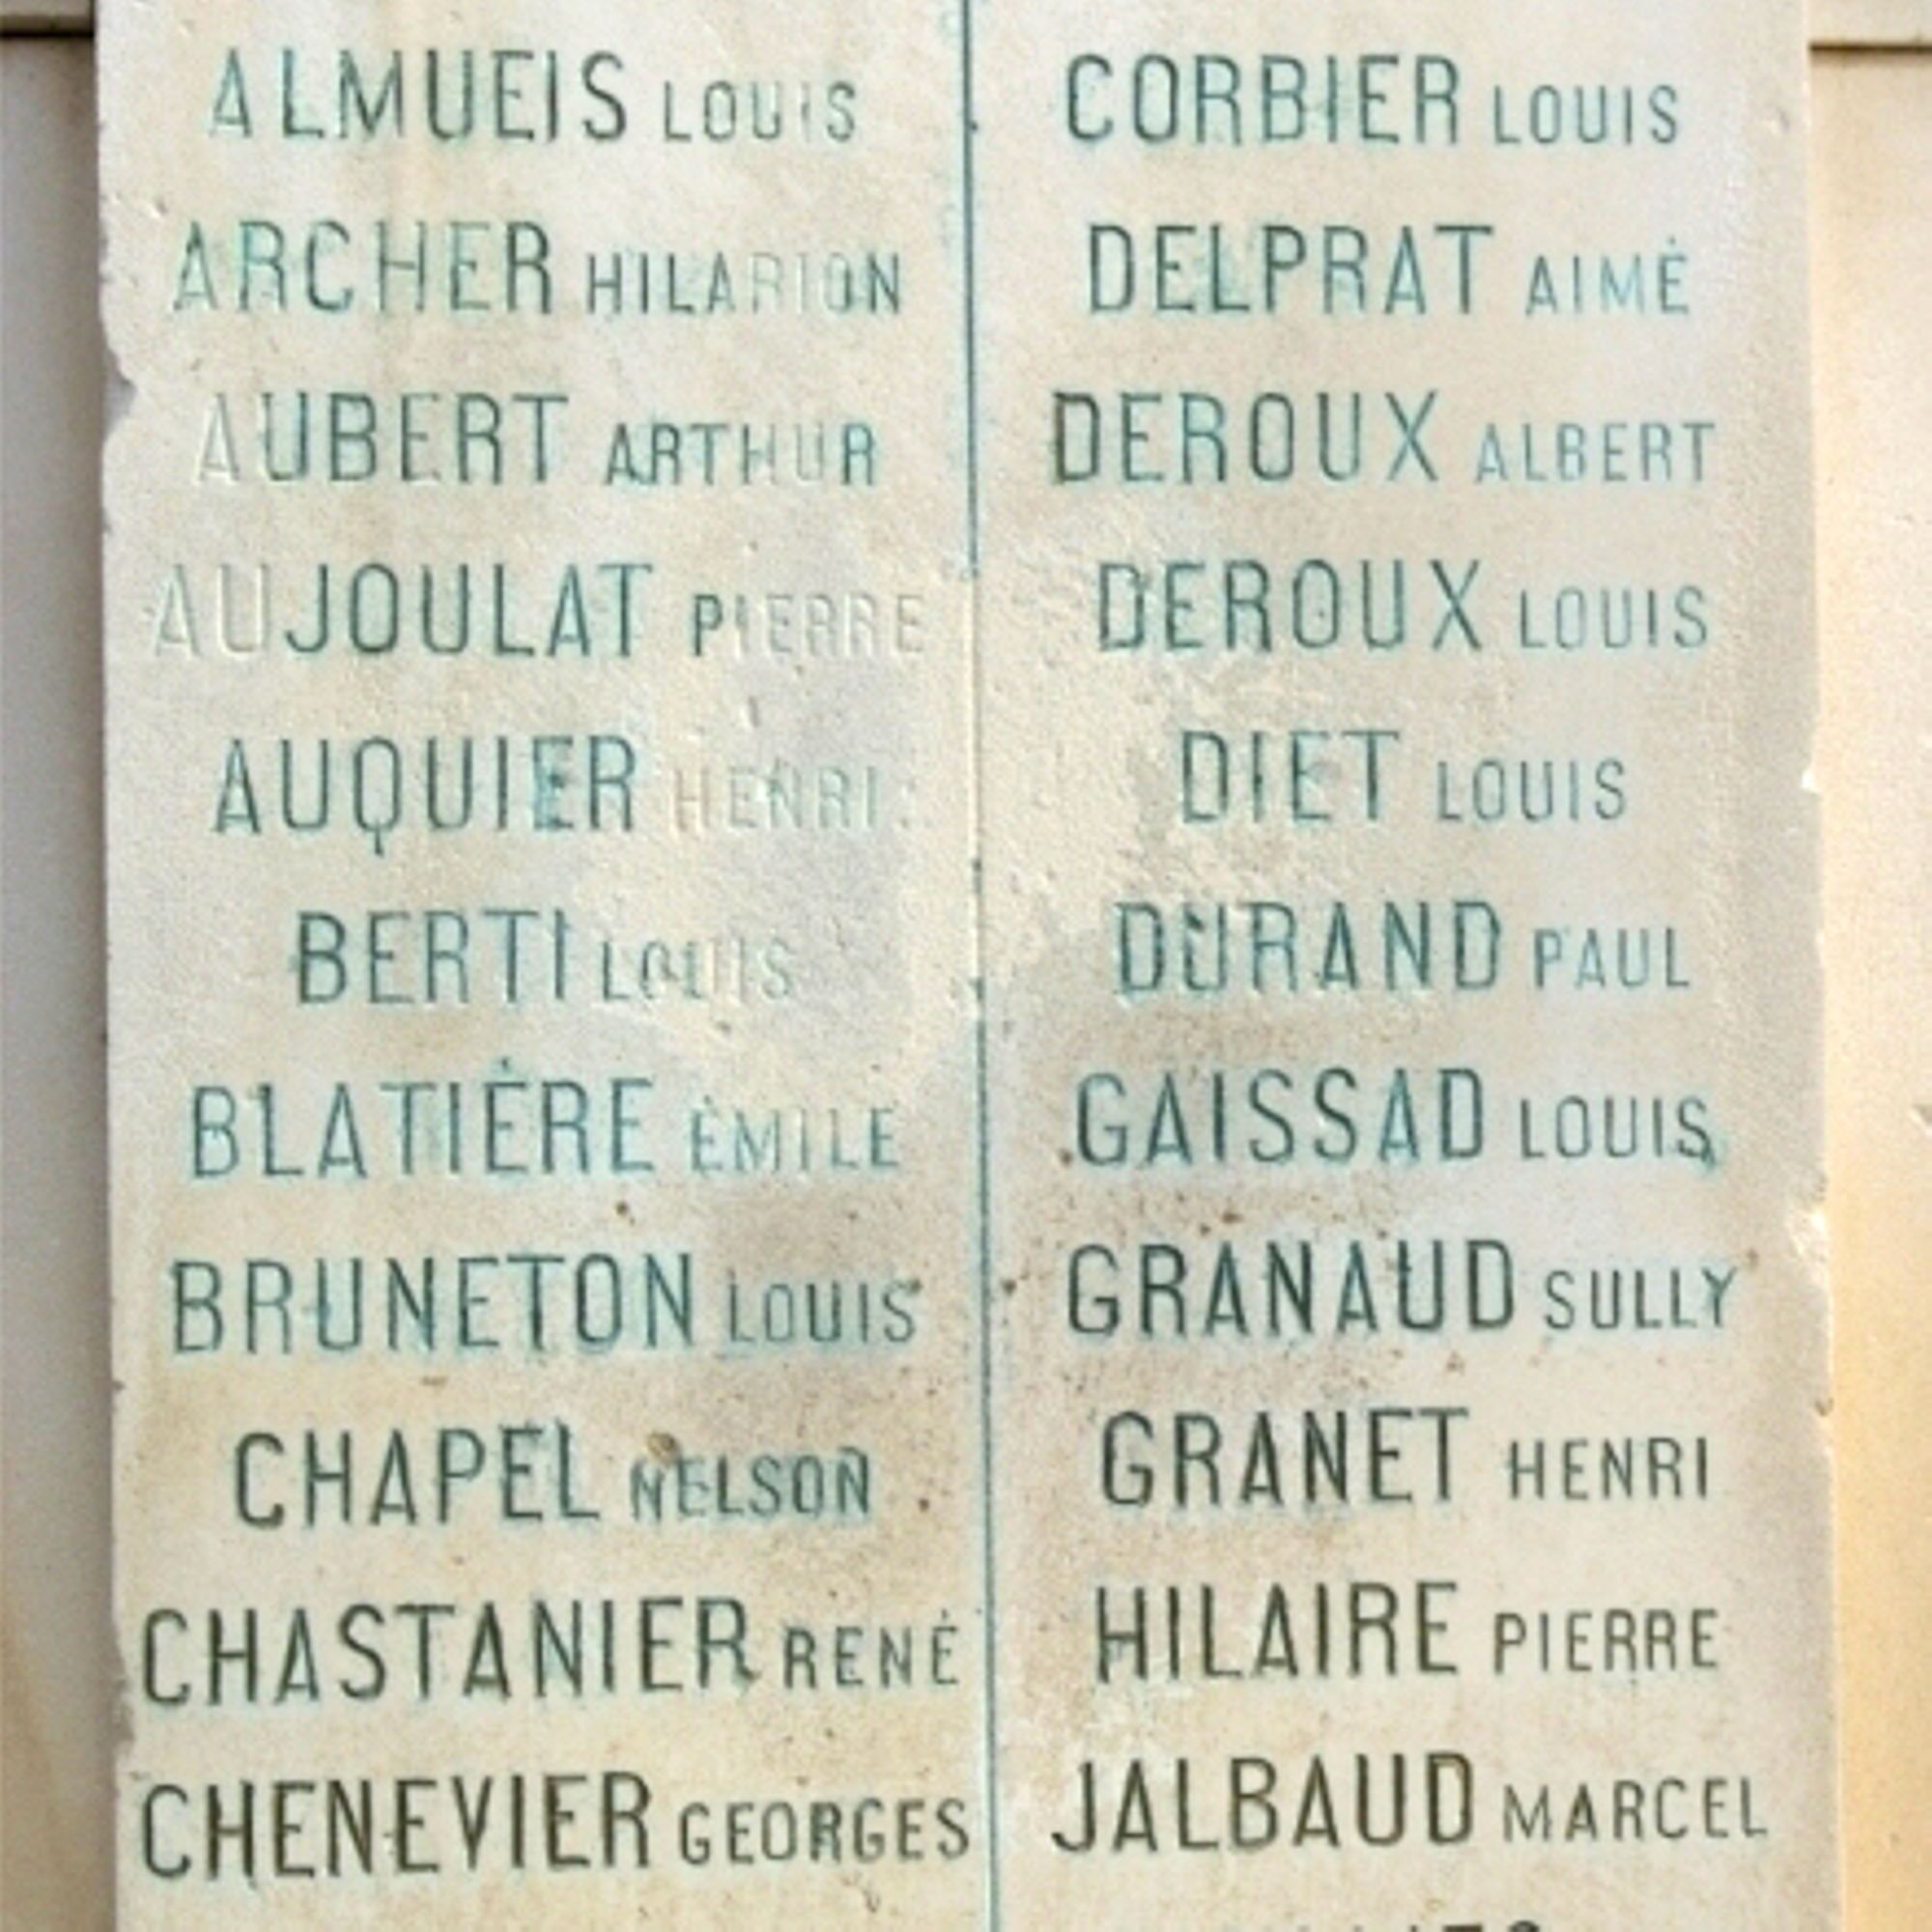 ALMUEIS LOUIS
ARCHER HILARION
AUBERT ARTHUR
AUJOULAT PIERRE
AUQUIER HENRI
BERTI LOUIS
BLATIÈRE ÉMILE
BRUNETON LOUIS
CHAPEL NELSON
CHASTANIER RENÉ
CHENEVIER GEORGES
CORBIER LOUIS
DELPRAT AIMÉ
DEROUX ALBERT
DEROUX LOUIS
DIET LOUIS
DURAND PAUL
GAISSAD LOUIS
GRANAUD SULLY
GRANET HENRI
HILAIRE PIERRE
JALBAUD MARCEL